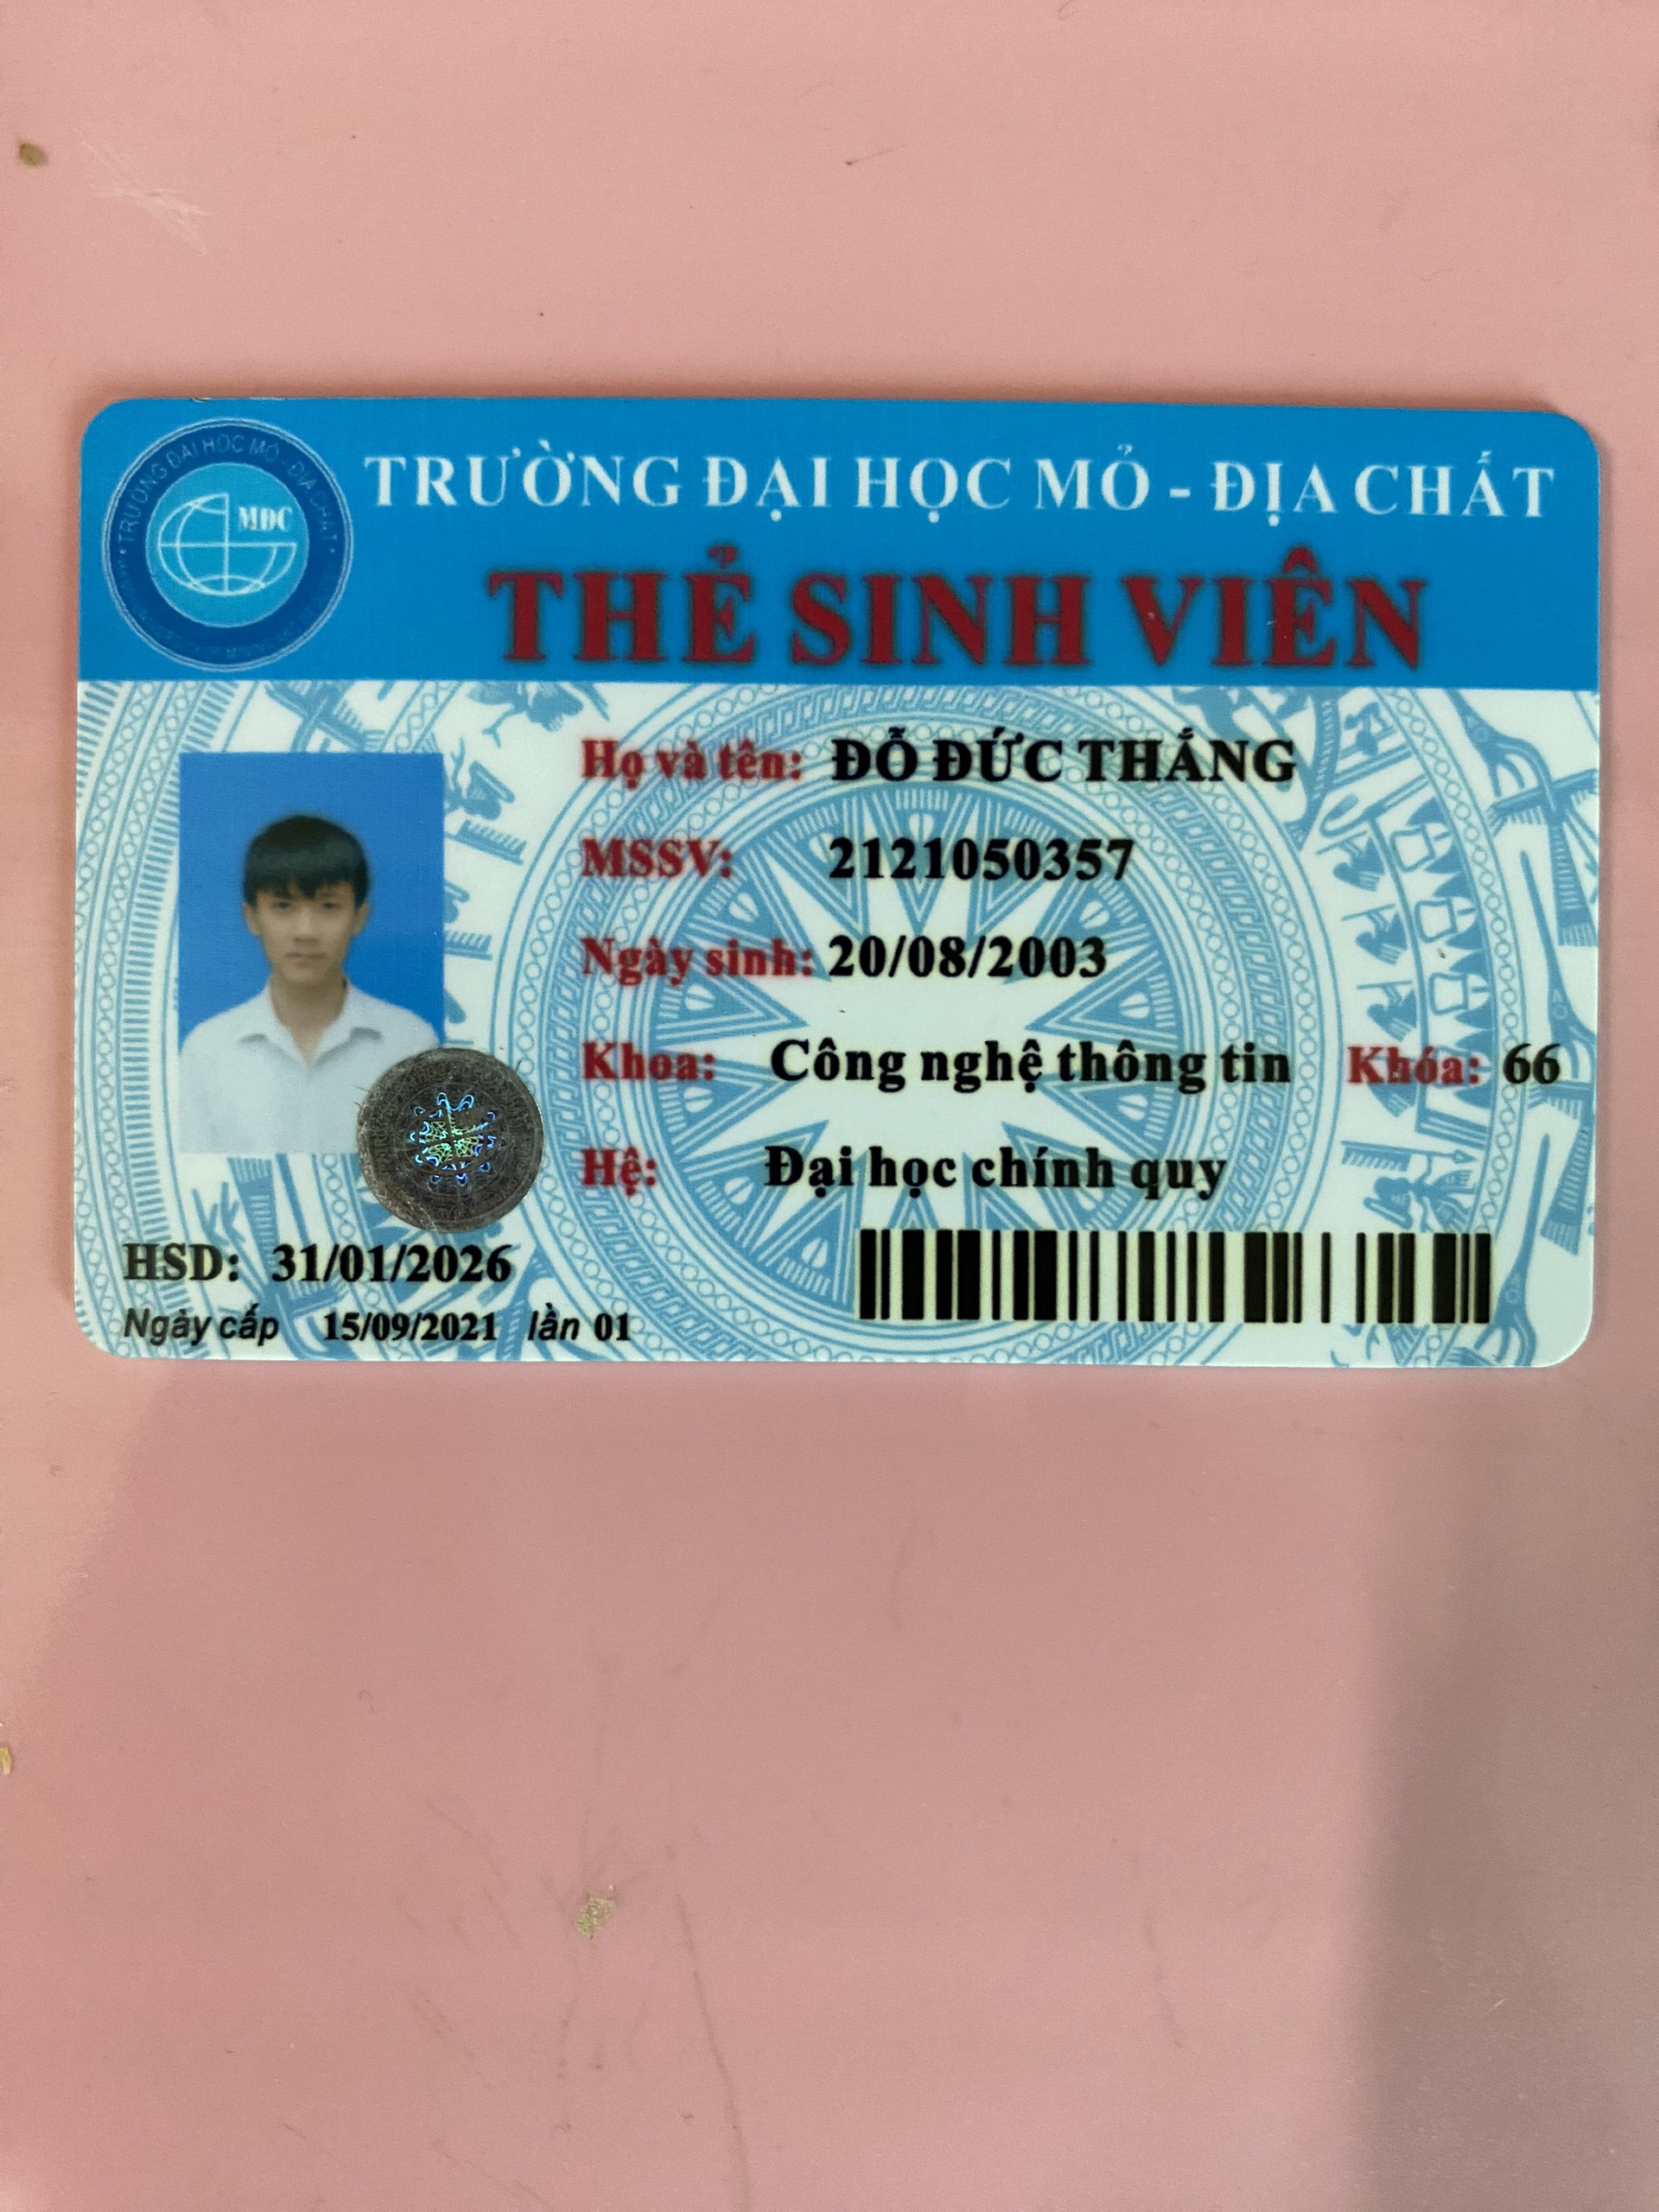 TRƯỜNG ĐẠI HỌC MỎ - ĐỊA CHẤT
TRƯỜNG ĐẠI HỌC MỎ - ĐỊA CHẤT
MDC
THẺ SINH VIÊN
Họ và tên: ĐỖ ĐỨC THẮNG
MSSV: 2121050357
Ngày sinh: 20/08/2003
Khoa: Công nghệ thông tin Khóa: 66
Hệ: Đại học chính quy
HSD: 31/01/2026
Ngày cấp 15/09/2021 lần 01